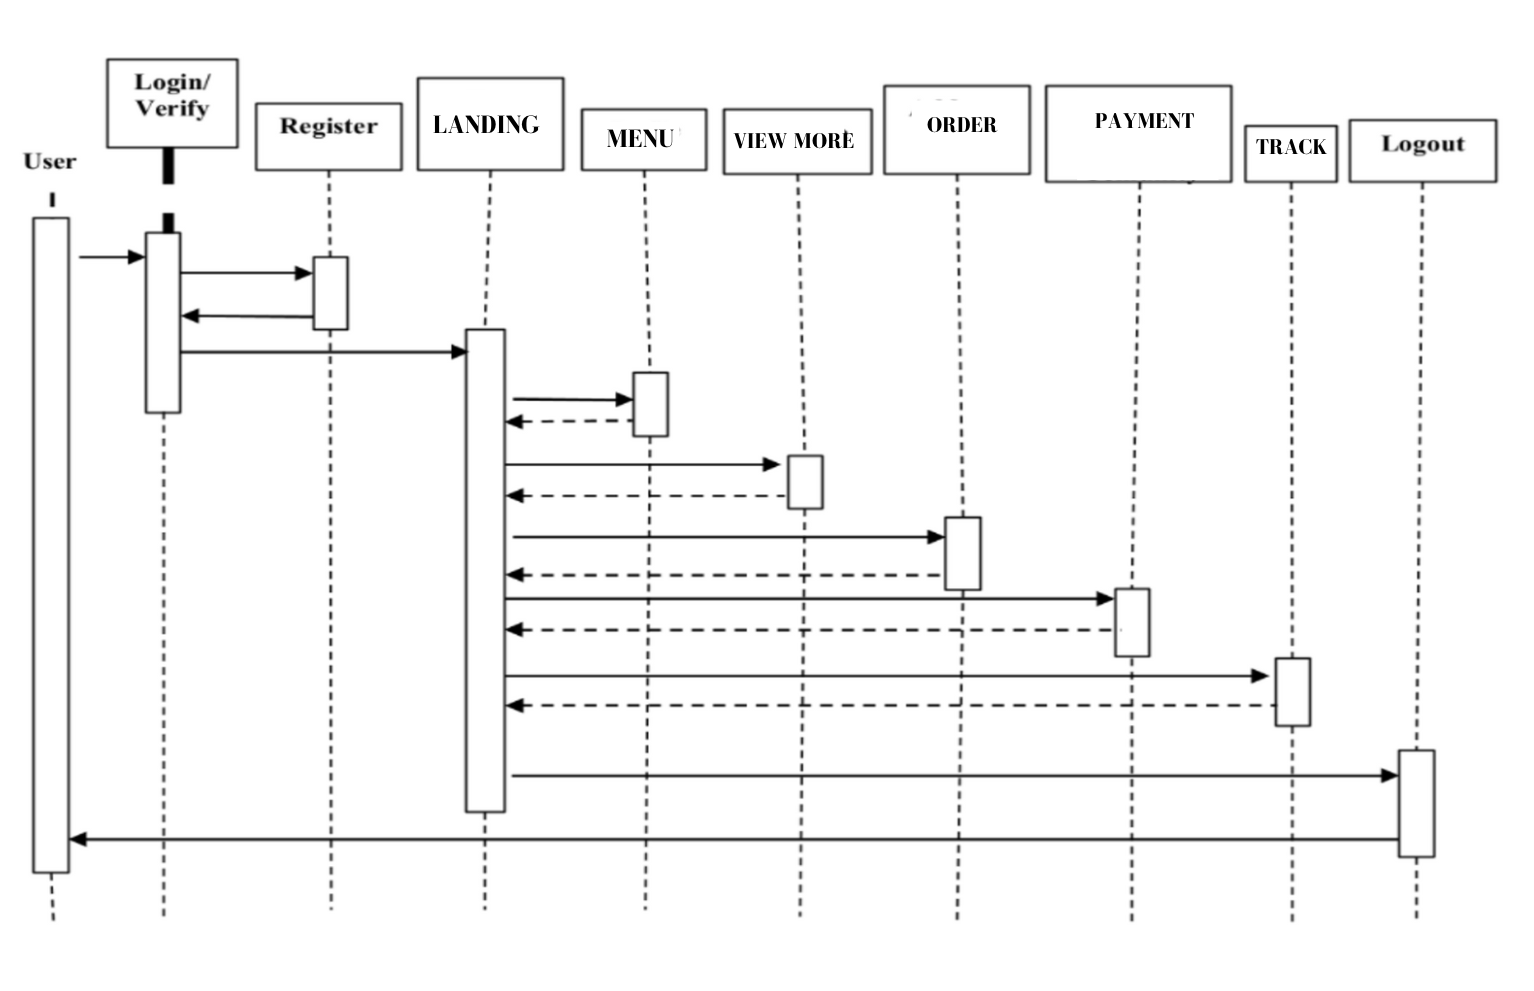 User
Login/
Verify
Register
LANDING
MENU
VIEW MORE
ORDER
PAYMENT
TRACK
Logout